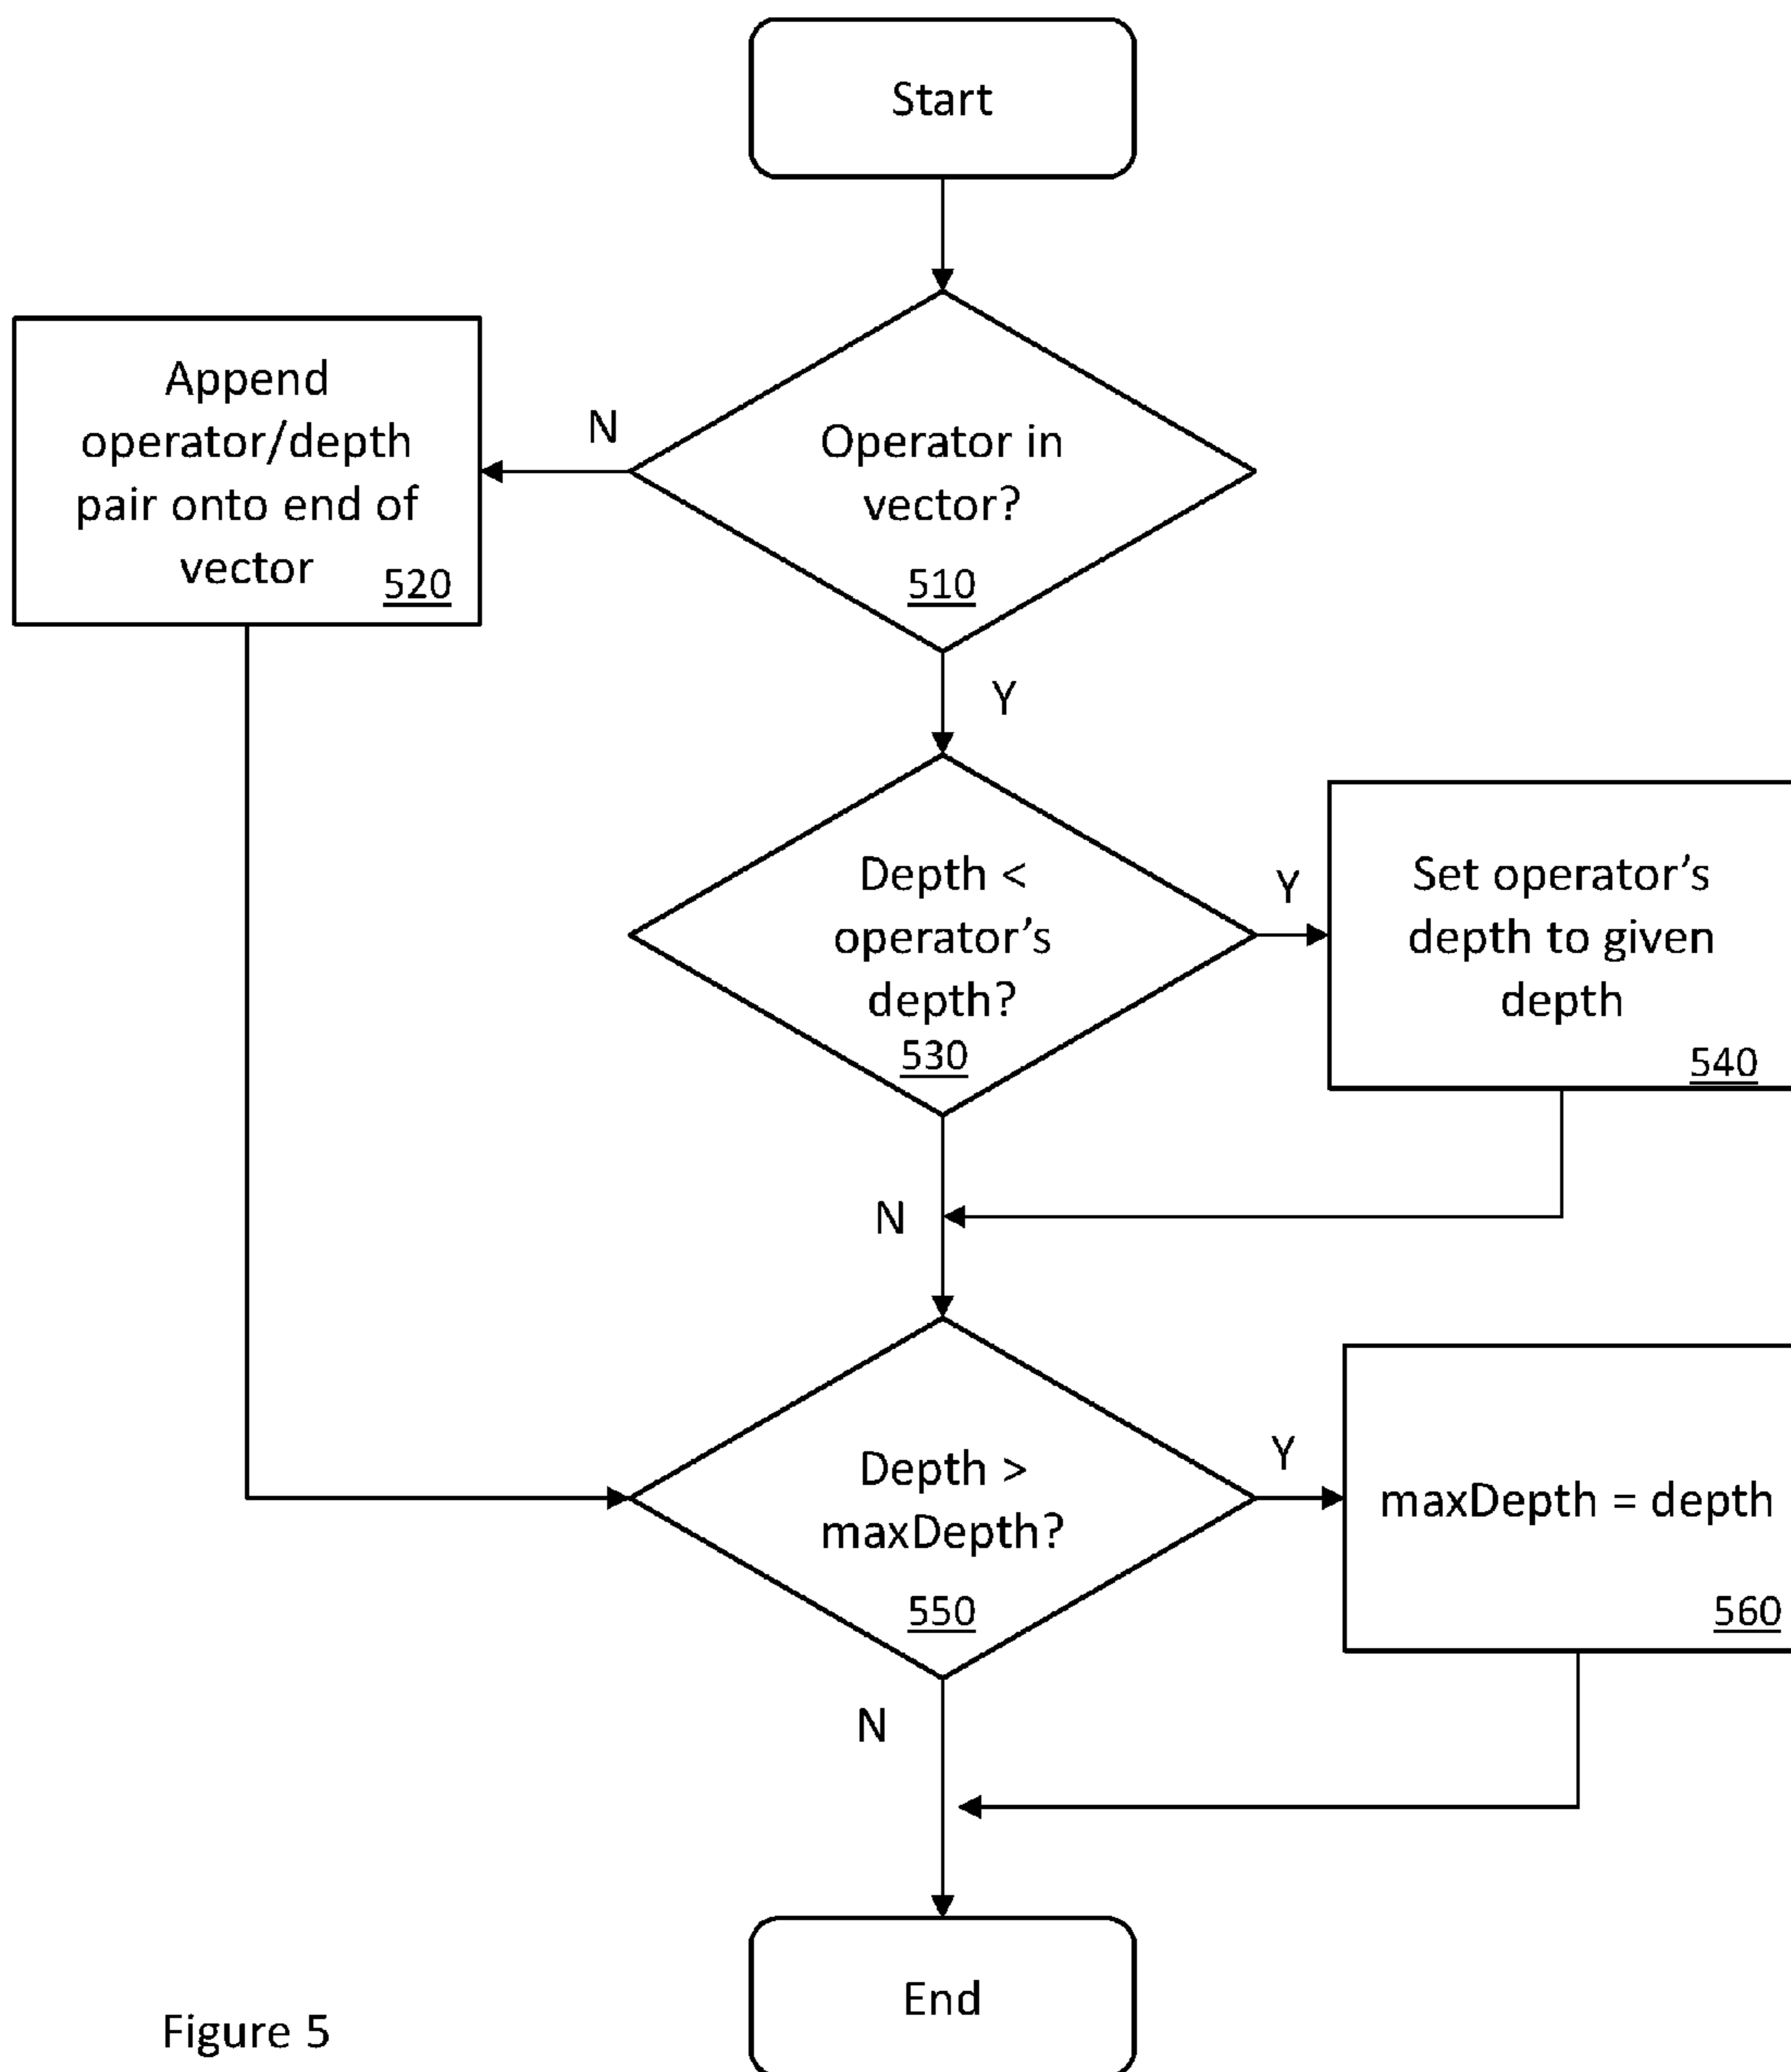 Start
Append
operator/depth
pair onto end of
vector
520
N
Operator in
vector?
510
Y
Depth <
operator's
depth?
530
Y
Set operator's
depth to given
depth
540
N
Depth >
maxDepth?
550
Y
maxDepth = depth
560
N
End
Figure 5